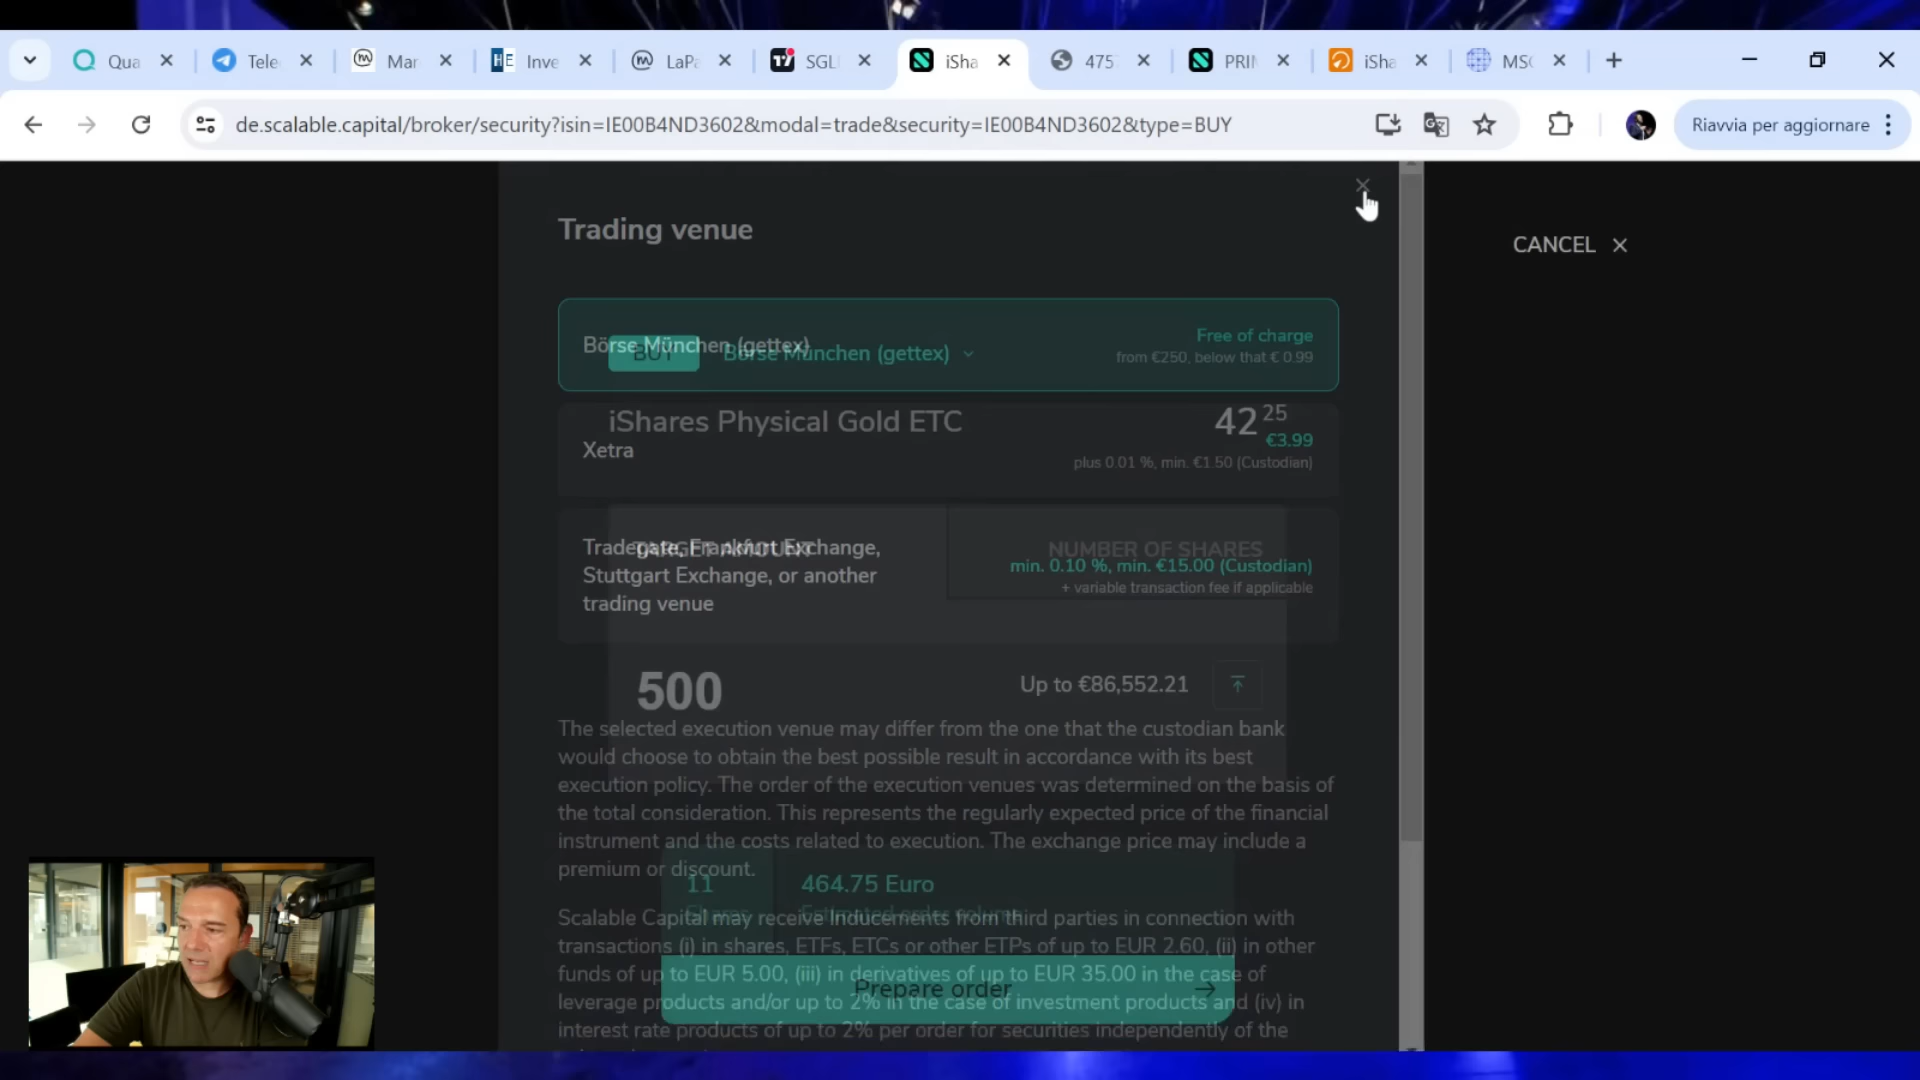 Qua
Tele
Mar
Inve
LaPa
SGL
iSha
475
PRI
iSha
MS
de.scalable.capital/broker/security?isin=IE00B4ND3602&modal=trade&security=IE00B4ND3602&type=BUY
Riavvia per aggiornare
Trading venue
CANCEL
Börse München (gettex)
Free of charge
from €250, below that € 0.99
BUY
Börse München (gettex)
iShares Physical Gold ETC
42 25
Xetra
€3.99
plus 0.01 %, min. €1.50 (Custodian)
TARGET AMOUNT
NUMBER OF SHARES
Tradegate, Frankfurt Exchange,
Stuttgart Exchange, or another
trading venue
min. 0.10 %, min. €15.00 (Custodian)
+ variable transaction fee if applicable
500
Up to €86,552.21
The selected execution venue may differ from the one that the custodian bank
would choose to obtain the best possible result in accordance with its best
execution policy. The order of the execution venues was determined on the basis of
the total consideration. This represents the regularly expected price of the financial
instrument and the costs related to execution. The exchange price may include a
premium or discount.
11
Shares
464.75 Euro
Estimated order volume
Scalable Capital may receive inducements from third parties in connection with
transactions (i) in shares, ETFs, ETCs or other ETPs of up to EUR 2.60, (ii) in other
funds of up to EUR 5.00, (iii) in derivatives of up to EUR 35.00 in the case of
leverage products and/or up to 2% in the case of investment products and (iv) in
interest rate products of up to 2% per order for securities independently of the
Prepare order